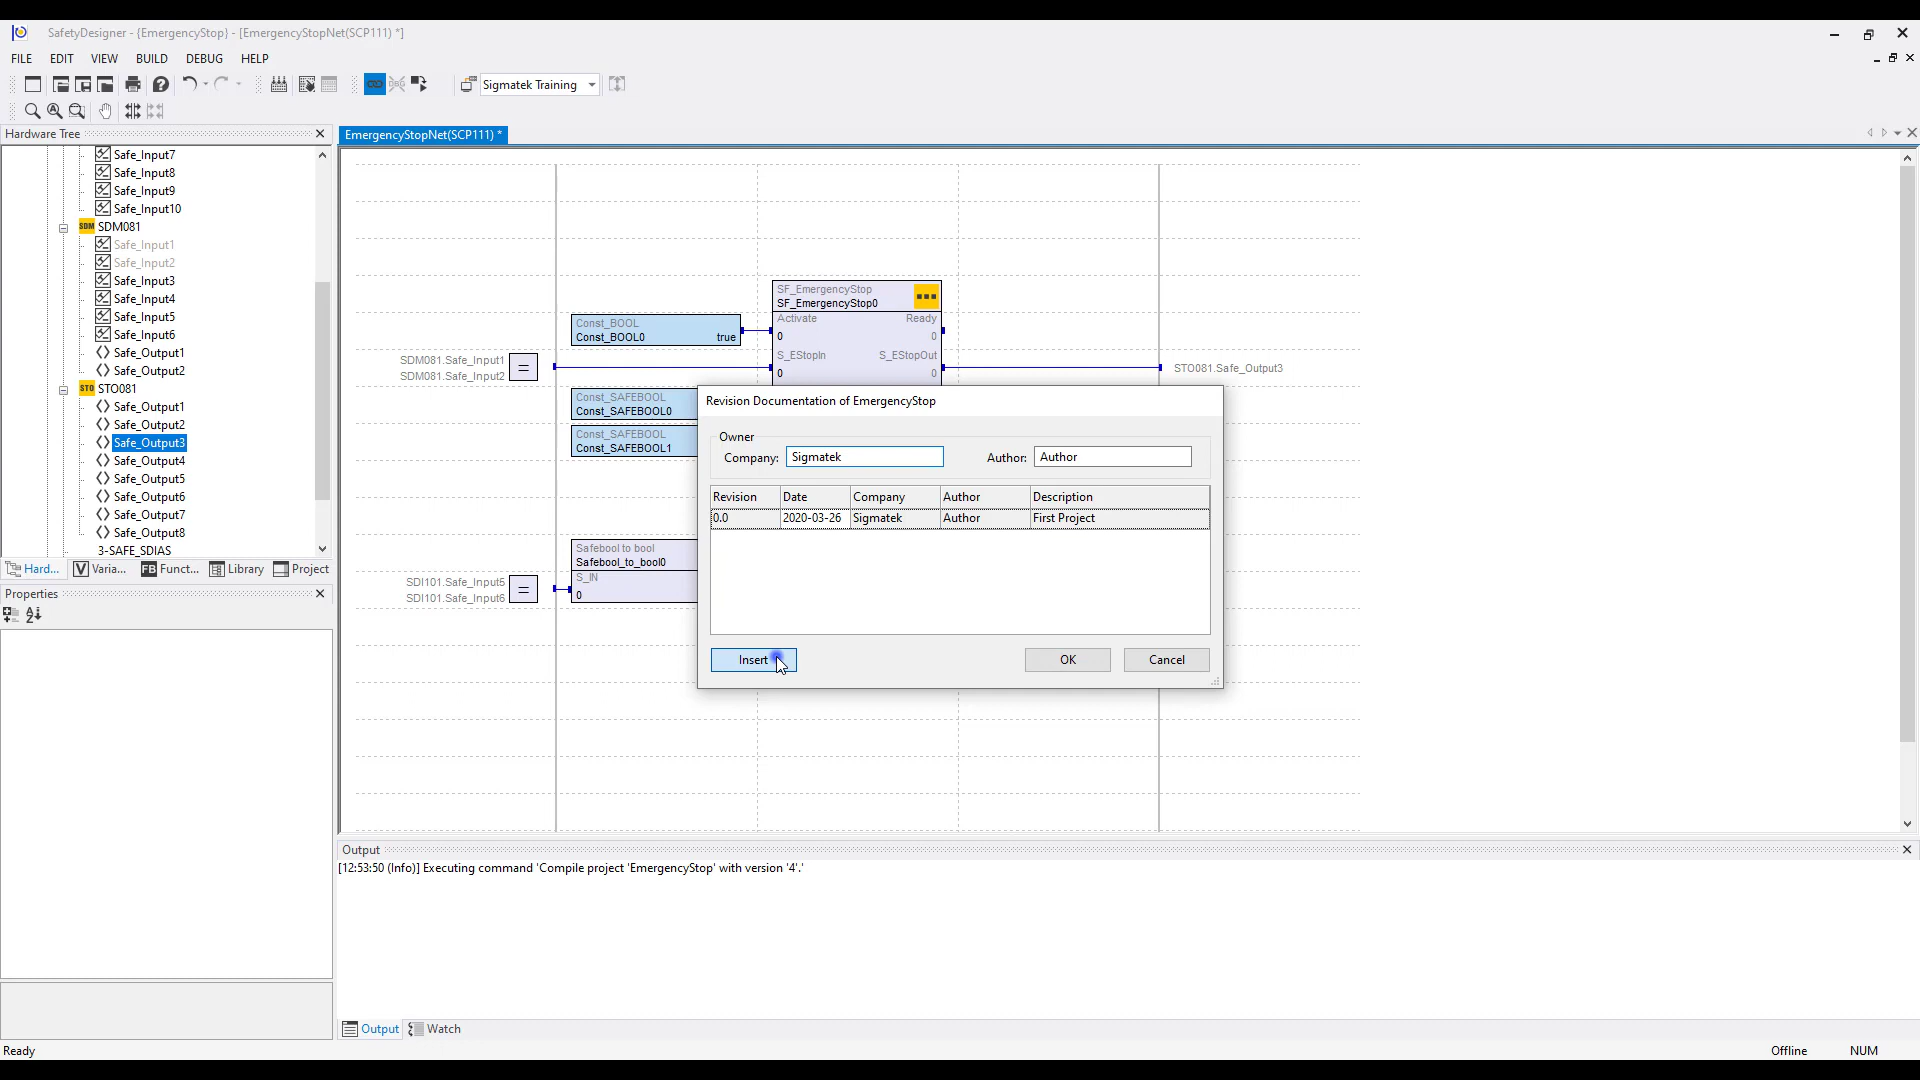 SafetyDesigner - {EmergencyStop} - [EmergencyStopNet(SCP111) *]
FILE EDIT VIEW BUILD DEBUG HELP
Sigmatek Training
Hardware Tree
Safe_Input7
Safe_Input8
Safe_Input9
Safe_Input10
SDM SDM081
Safe_Input1
Safe_Input2
Safe_Input3
Safe_Input4
Safe_Input5
Safe_Input6
Safe_Output1
Safe_Output2
STO STO081
Safe_Output1
Safe_Output2
Safe_Output3
Safe_Output4
Safe_Output5
Safe_Output6
Safe_Output7
Safe_Output8
3-SAFE_SDIAS
Hard... Varia... FB Funct... Library Project
Properties
EmergencyStopNet(SCP111) *
SF_EmergencyStop
SF_EmergencyStop0
Activate Ready
0 0
S_EStopIn S_EStopOut
0 0
Const_BOOL
Const_BOOL0 true
SDM081.Safe_Input1
SDM081.Safe_Input2
=
STO081.Safe_Output3
Const_SAFEBOOL
Const_SAFEBOOL0
Const_SAFEBOOL
Const_SAFEBOOL1
Safebool to bool
Safebool_to_bool0
S_IN
0
SDI101.Safe_Input5
SDI101.Safe_Input6
=
Revision Documentation of EmergencyStop
Owner
Company: Sigmatek Author: Author
Revision Date Company Author Description
0.0 2020-03-26 Sigmatek Author First Project
Insert OK Cancel
Output
[12:53:50 (Info)] Executing command 'Compile project 'EmergencyStop' with version '4'.'
Output Watch
Ready Offline NUM